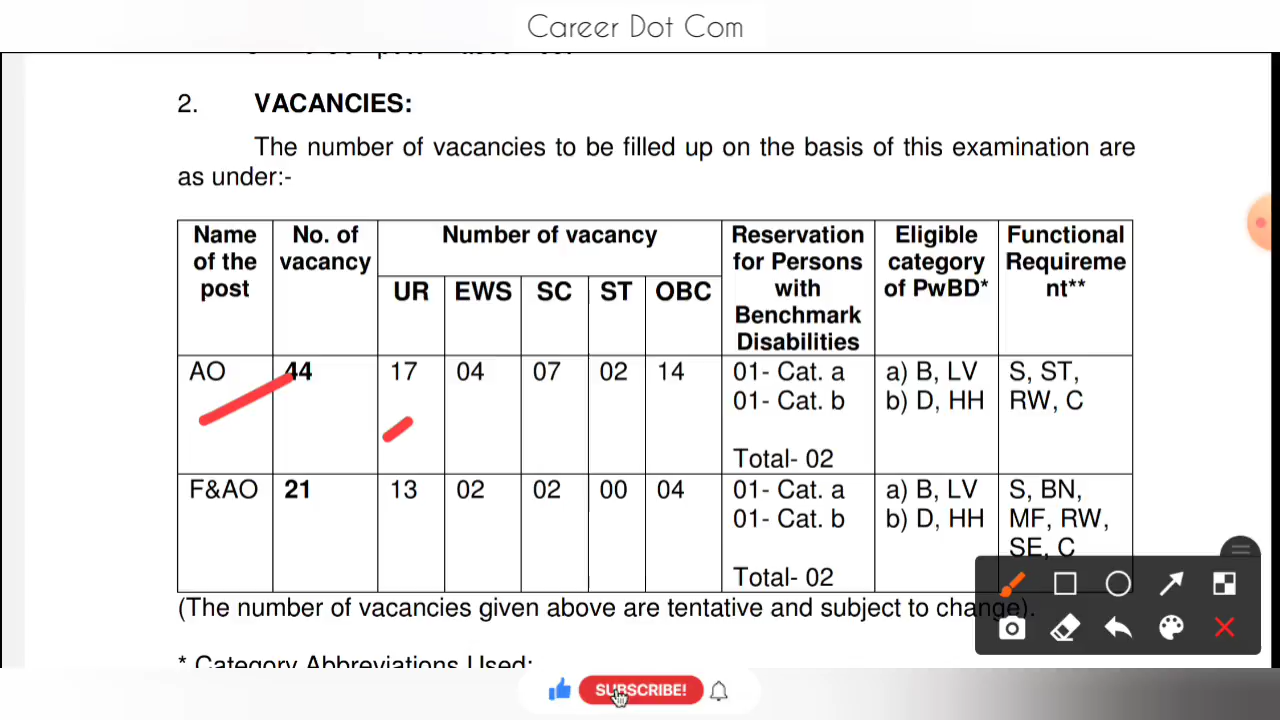 Career Dot Com
2. VACANCIES:
The number of vacancies to be filled up on the basis of this examination are
as under:-
Name of the post | No. of vacancy | Number of vacancy | Reservation for Persons with Benchmark Disabilities | Eligible category of PwBD* | Functional Requireme nt**
UR | EWS | SC | ST | OBC
AO | 44 | 17 | 04 | 07 | 02 | 14 | 01- Cat. a 01- Cat. b Total- 02 | a) B, LV b) D, HH | S, ST, RW, C
F&AO | 21 | 13 | 02 | 02 | 00 | 04 | 01- Cat. a 01- Cat. b Total- 02 | a) B, LV b) D, HH | S, BN, MF, RW, SE, C
(The number of vacancies given above are tentative and subject to change).
* Category Abbreviations Used:
SUBSCRIBE!